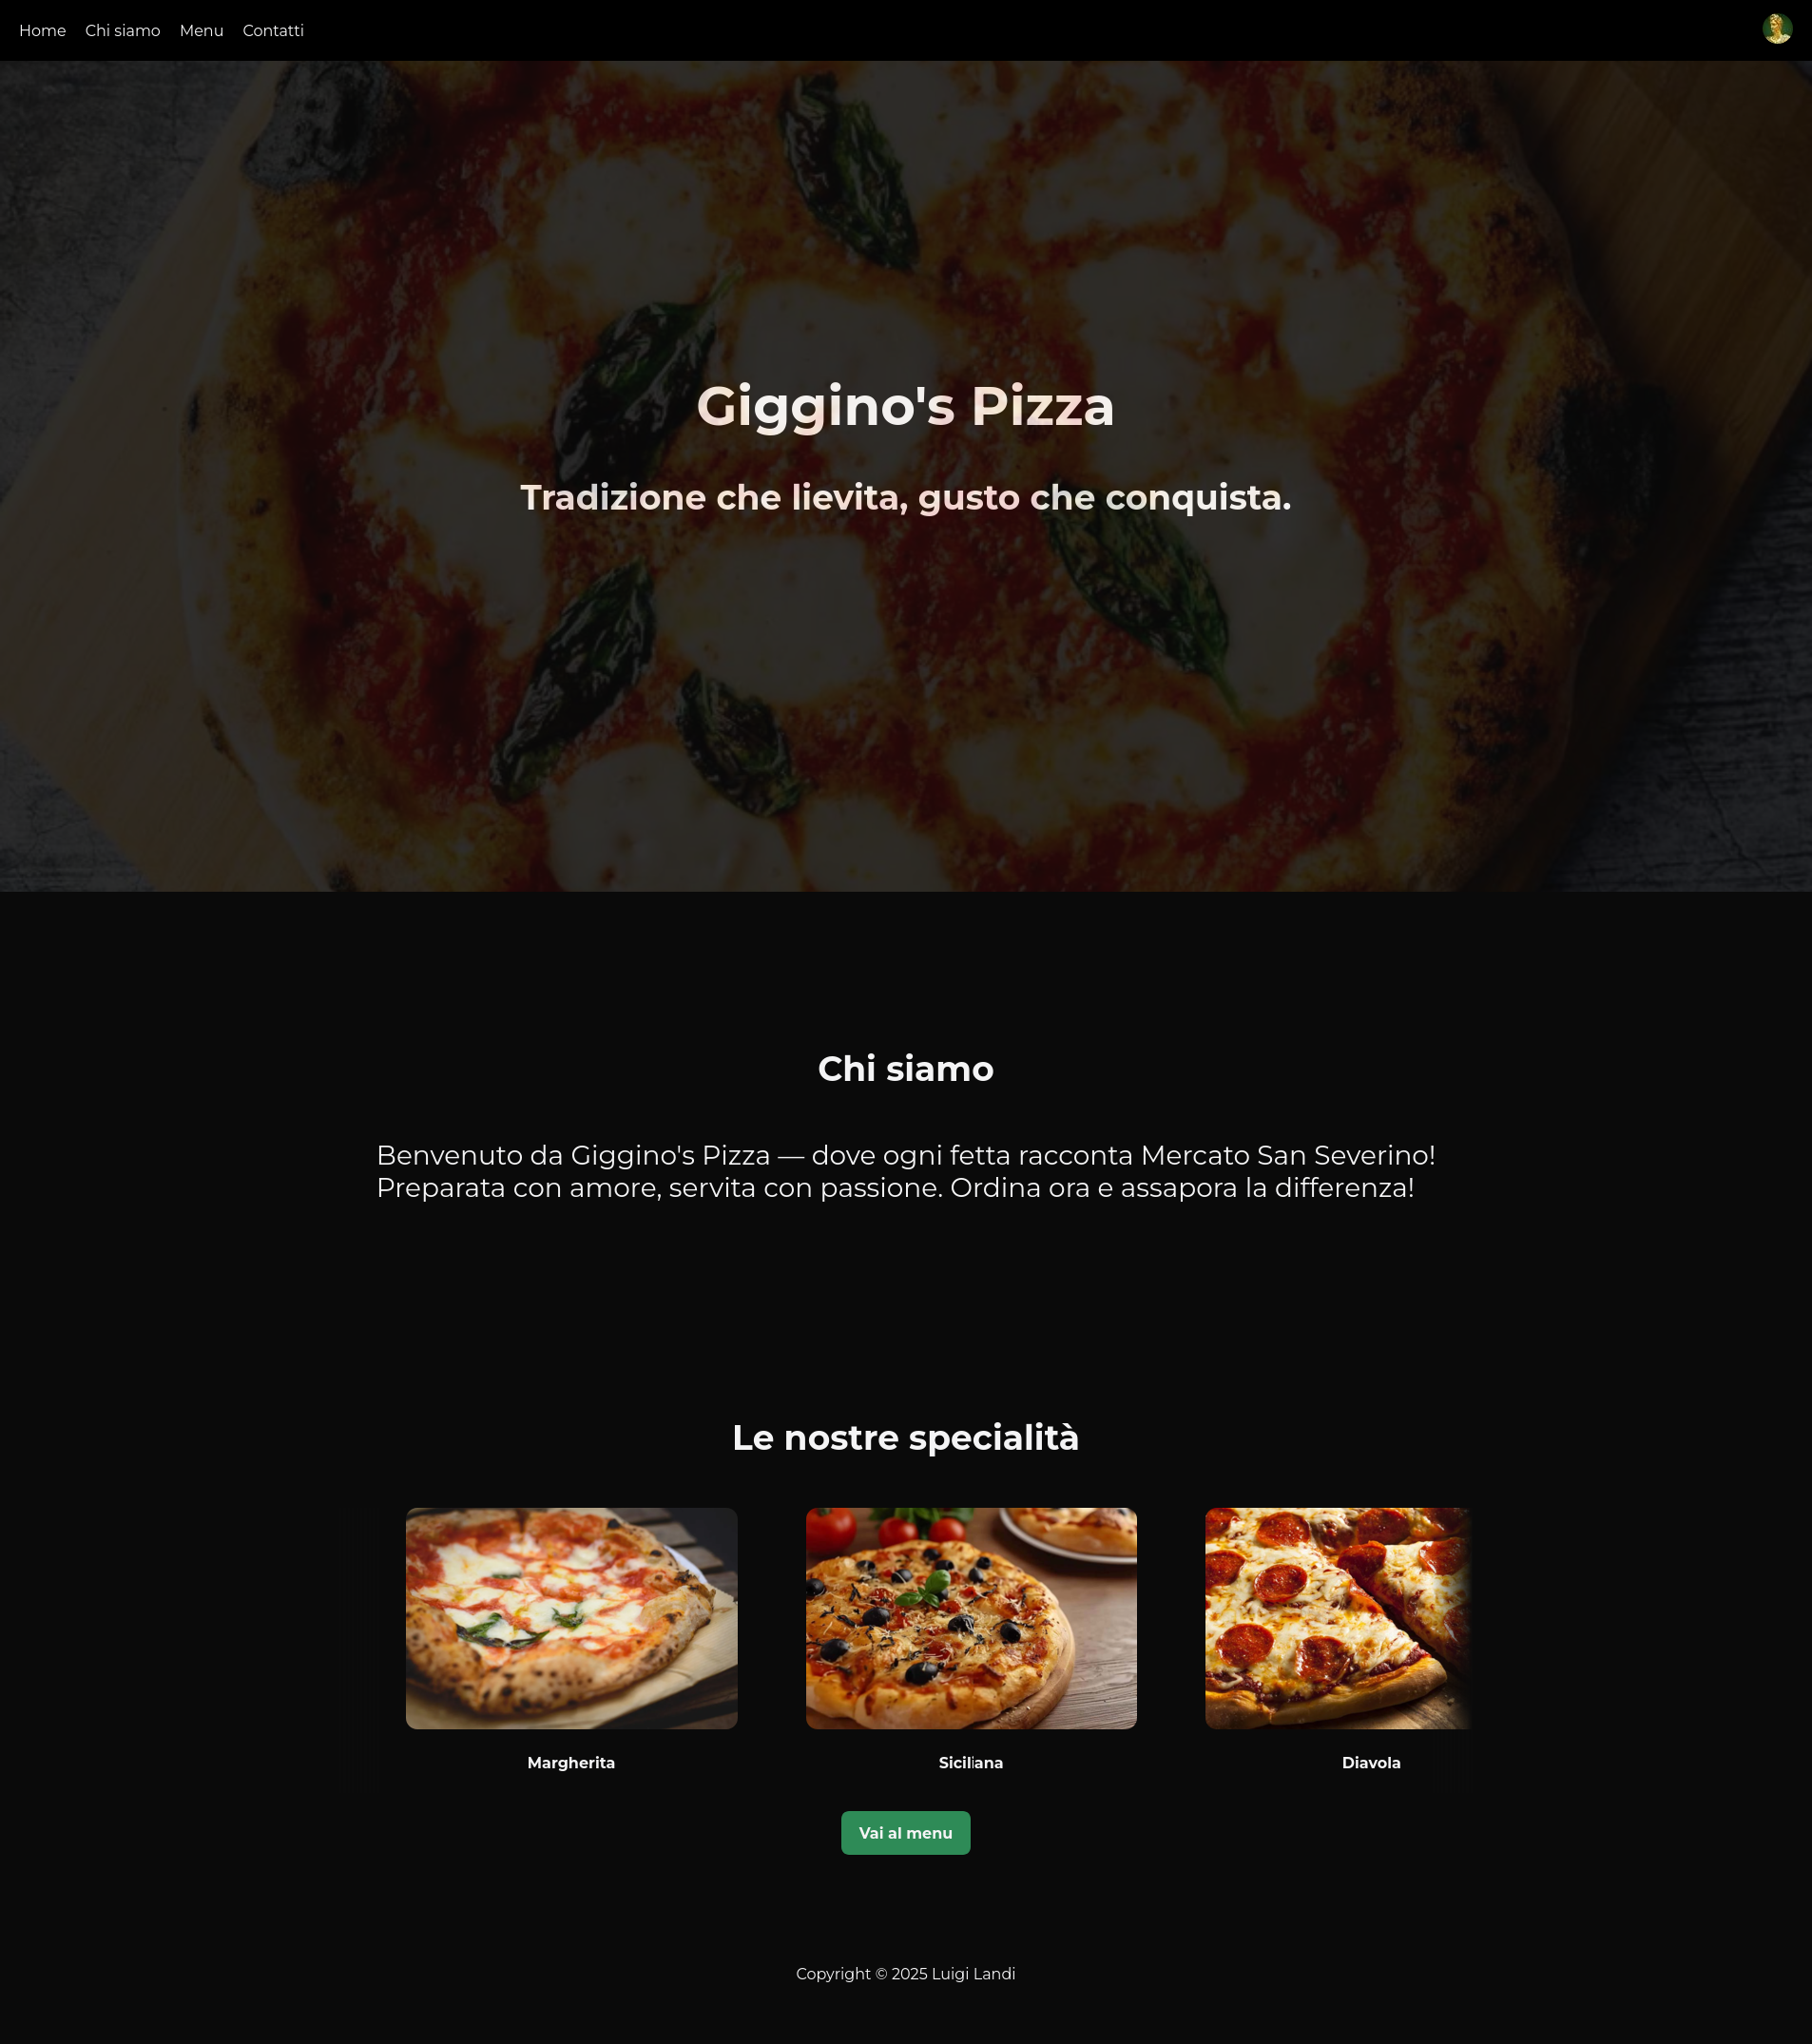 Home Chi siamo Menu Contatti
Giggino's Pizza
Tradizione che lievita, gusto che conquista.
Chi siamo
Benvenuto da Giggino's Pizza — dove ogni fetta racconta Mercato San Severino!
Preparata con amore, servita con passione. Ordina ora e assapora la differenza!
Le nostre specialità
Margherita Siciliana Diavola
Vai al menu
Copyright © 2025 Luigi Landi